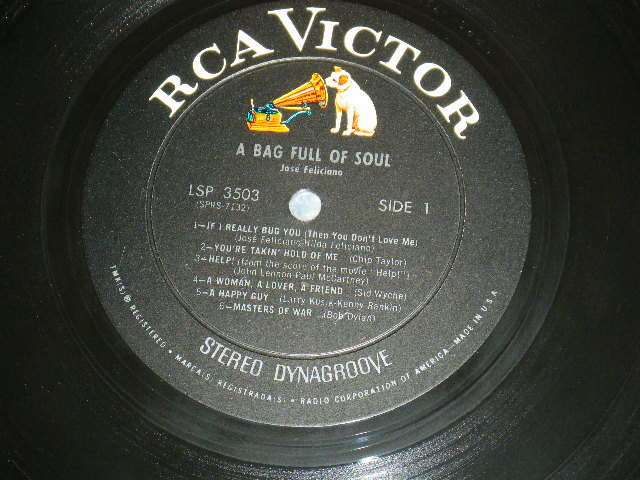 RCA VICTOR
A BAG FULL OF SOUL
José Feliciano
LSP 3503
(SPRS-7132)
SIDE 1
1—IF I REALLY BUG YOU (Then You Don't Love Me)
(José Feliciano-Hilda Feliciano)
2—YOU'RE TAKIN' HOLD OF ME (Chip Taylor)
3—HELP! (from the score of the movie "Help!")
(John Lennon-Paul McCartney)
4—A WOMAN, A LOVER, A FRIEND (Sid Wyche)
5—A HAPPY GUY (Larry Kusik-Kenny Rankin)
6—MASTERS OF WAR (Bob Dylan)
STEREO DYNAGROOVE
TMK(S) ® REGISTERED • MARCA(S) REGISTRADA(S) • RADIO CORPORATION OF AMERICA—MADE IN U.S.A.